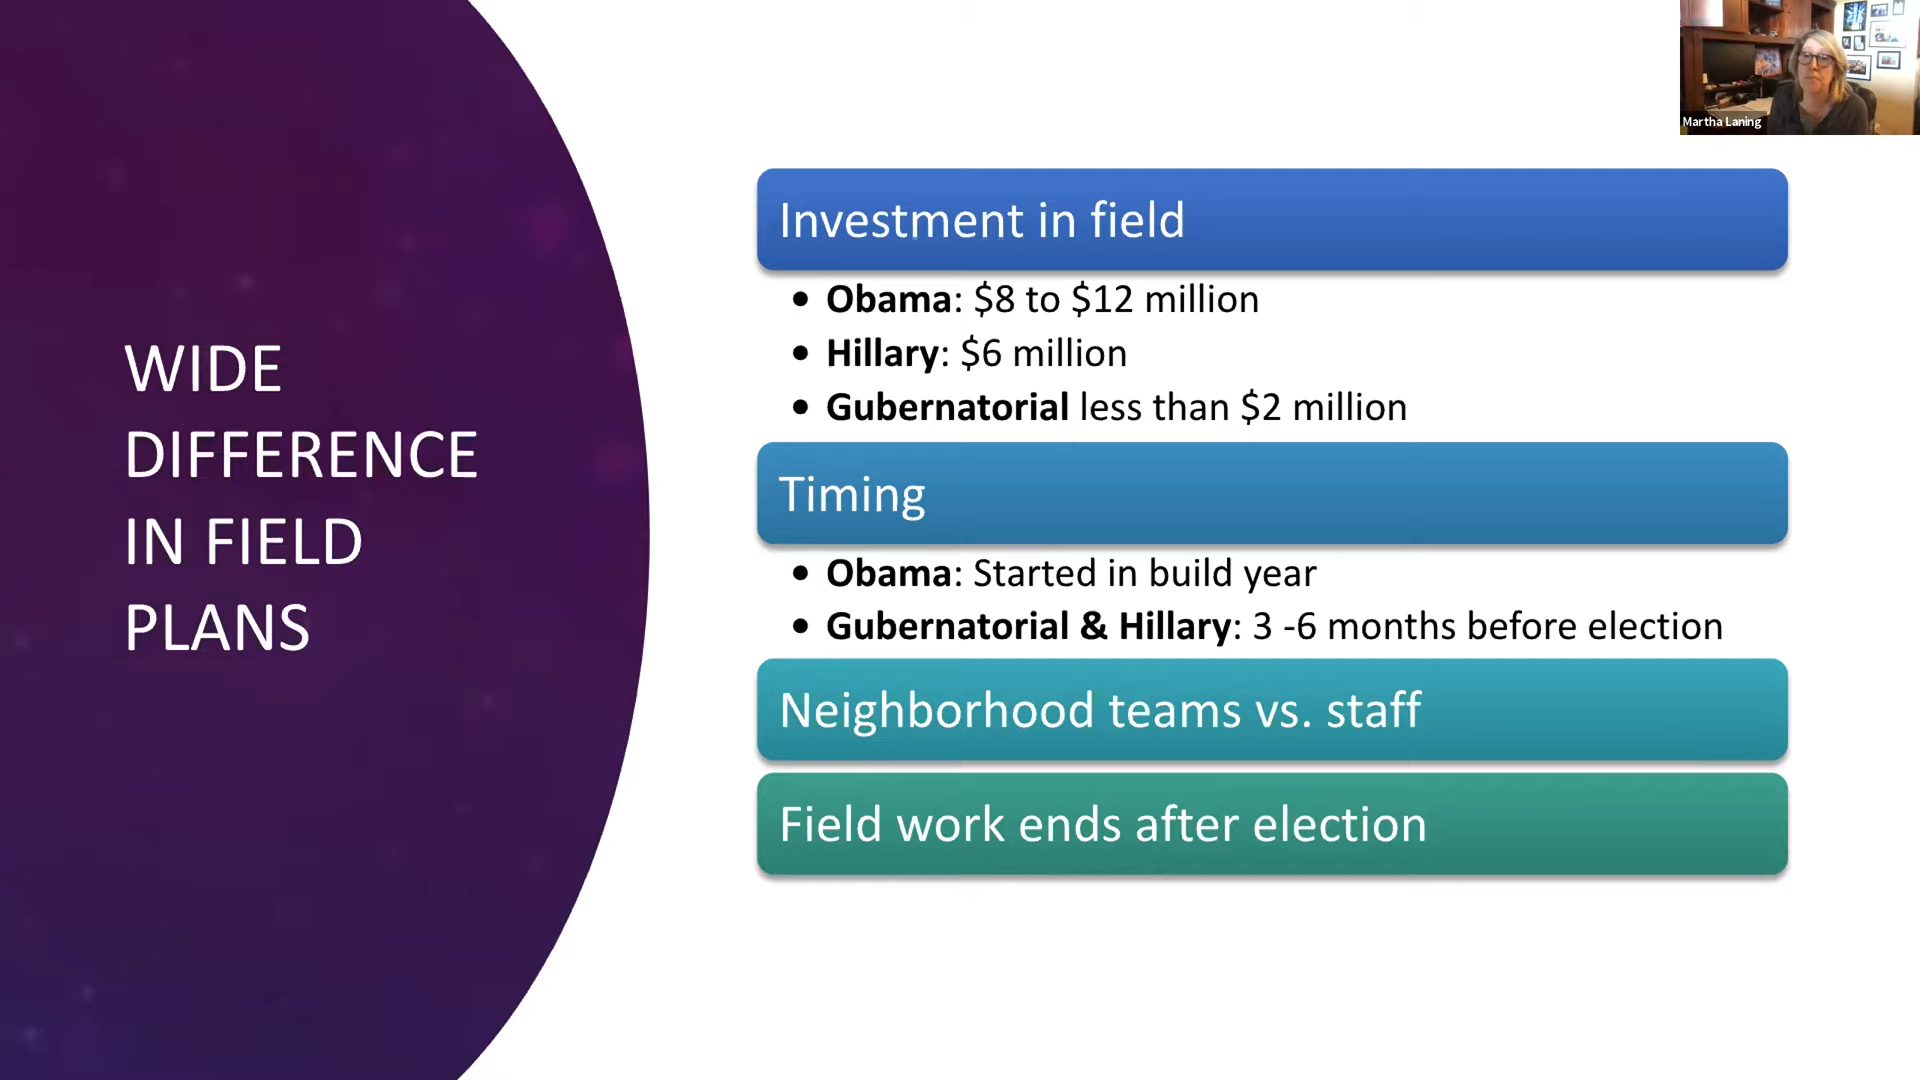 WIDE
DIFFERENCE
IN FIELD
PLANS
Martha Laning
Investment in field
• Obama: $8 to $12 million
• Hillary: $6 million
• Gubernatorial less than $2 million
Timing
• Obama: Started in build year
• Gubernatorial & Hillary: 3 -6 months before election
Neighborhood teams vs. staff
Field work ends after election